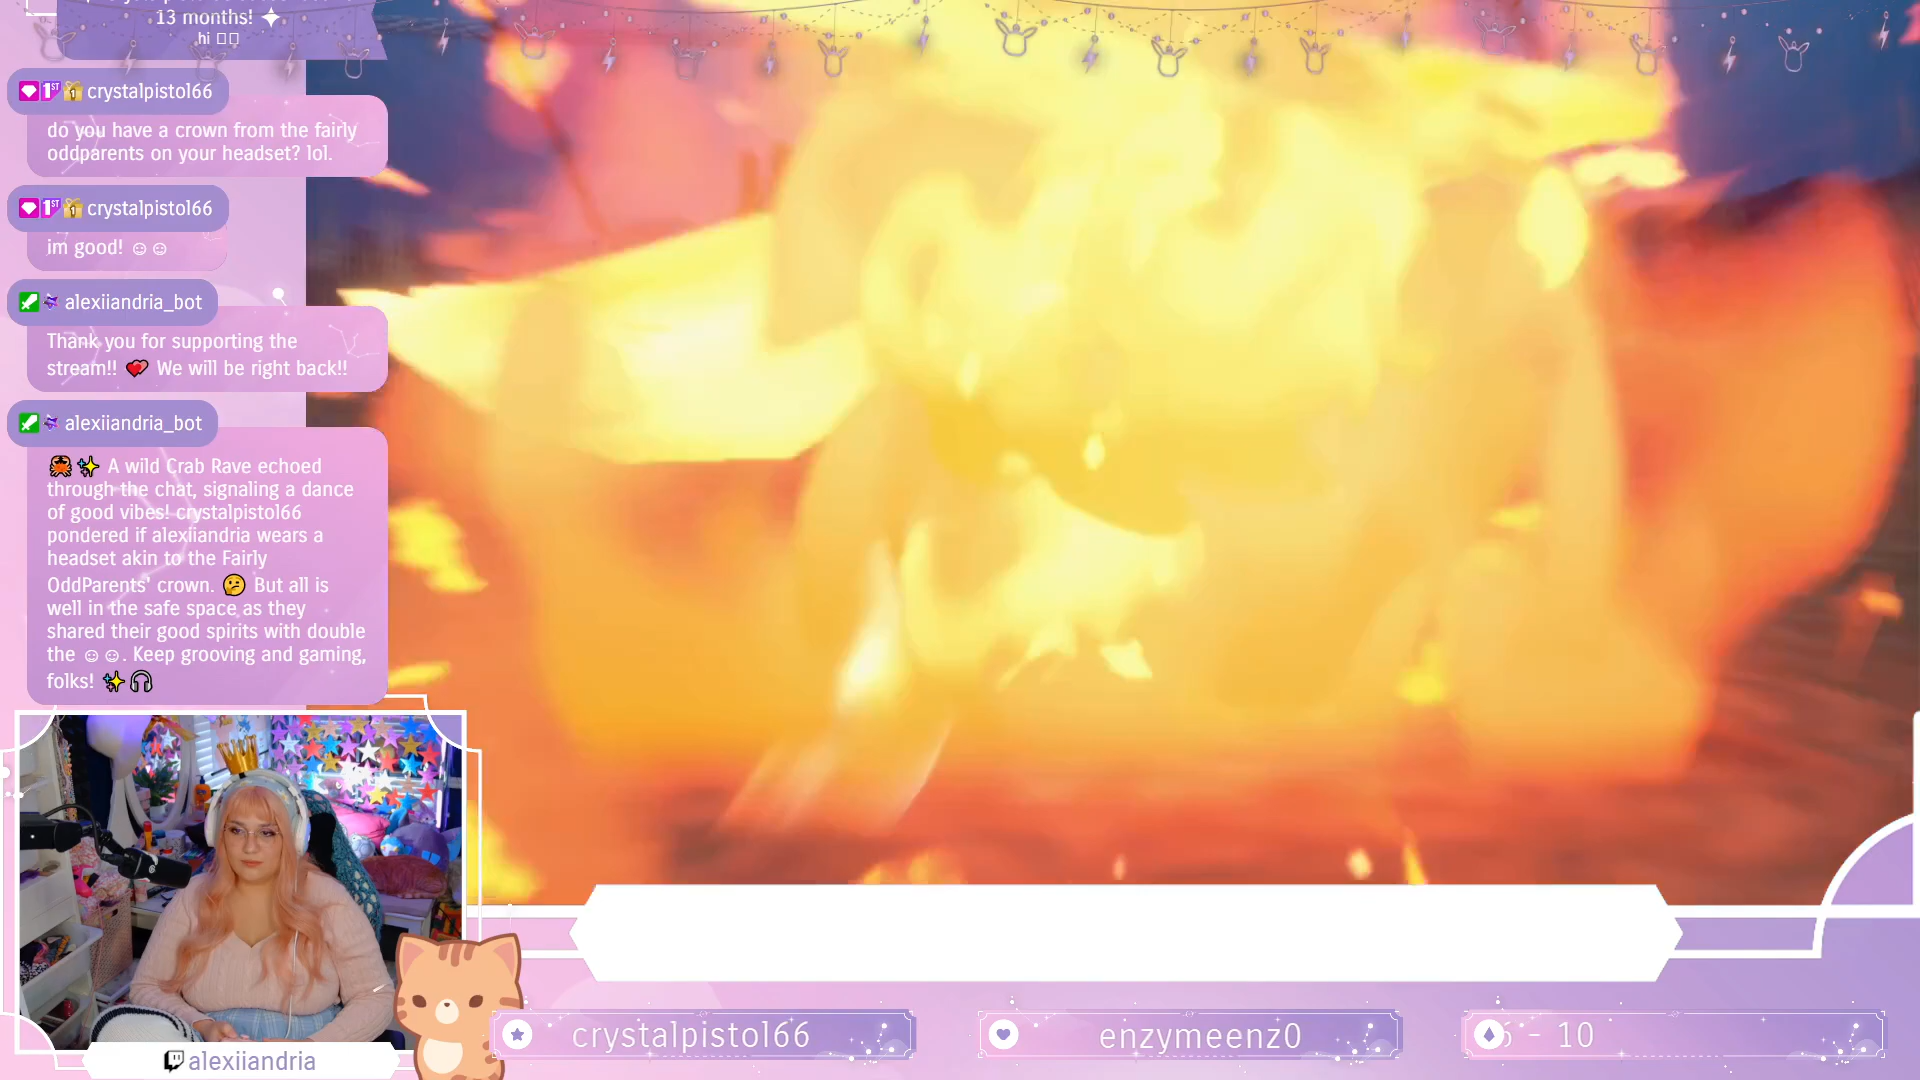 13 months!
hi
1ST 1 crystalpistol66
do you have a crown from the fairly
oddparents on your headset? lol.
1ST 1 crystalpistol66
im good! ☺☺
alexiiandria_bot
Thank you for supporting the
stream!! 💕 We will be right back!!
alexiiandria_bot
🦀✨ A wild Crab Rave echoed
through the chat, signaling a dance
of good vibes! crystalpistol66
pondered if alexiiandria wears a
headset akin to the Fairly
OddParents' crown. 🤔 But all is
well in the safe space as they
shared their good spirits with double
the ☺☺. Keep grooving and gaming,
folks! ✨🎧
alexiiandria
crystalpistol66
enzymeenz0
- 10